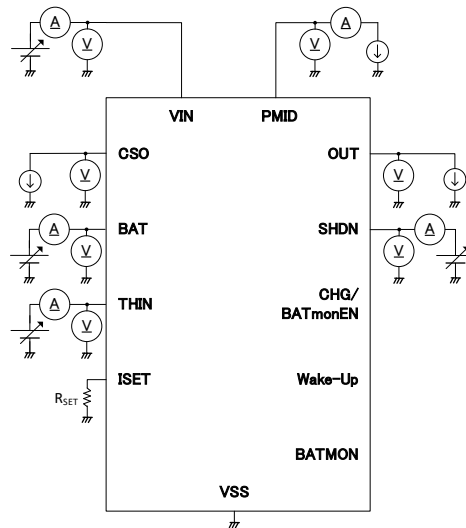 A
V
V
A
VIN
PMID
CSO
OUT
V
V
BAT
SHDN
A
V
V
A
THIN
CHG/
BATmonEN
A
V
ISET
Wake-Up
RSET
BATMON
VSS